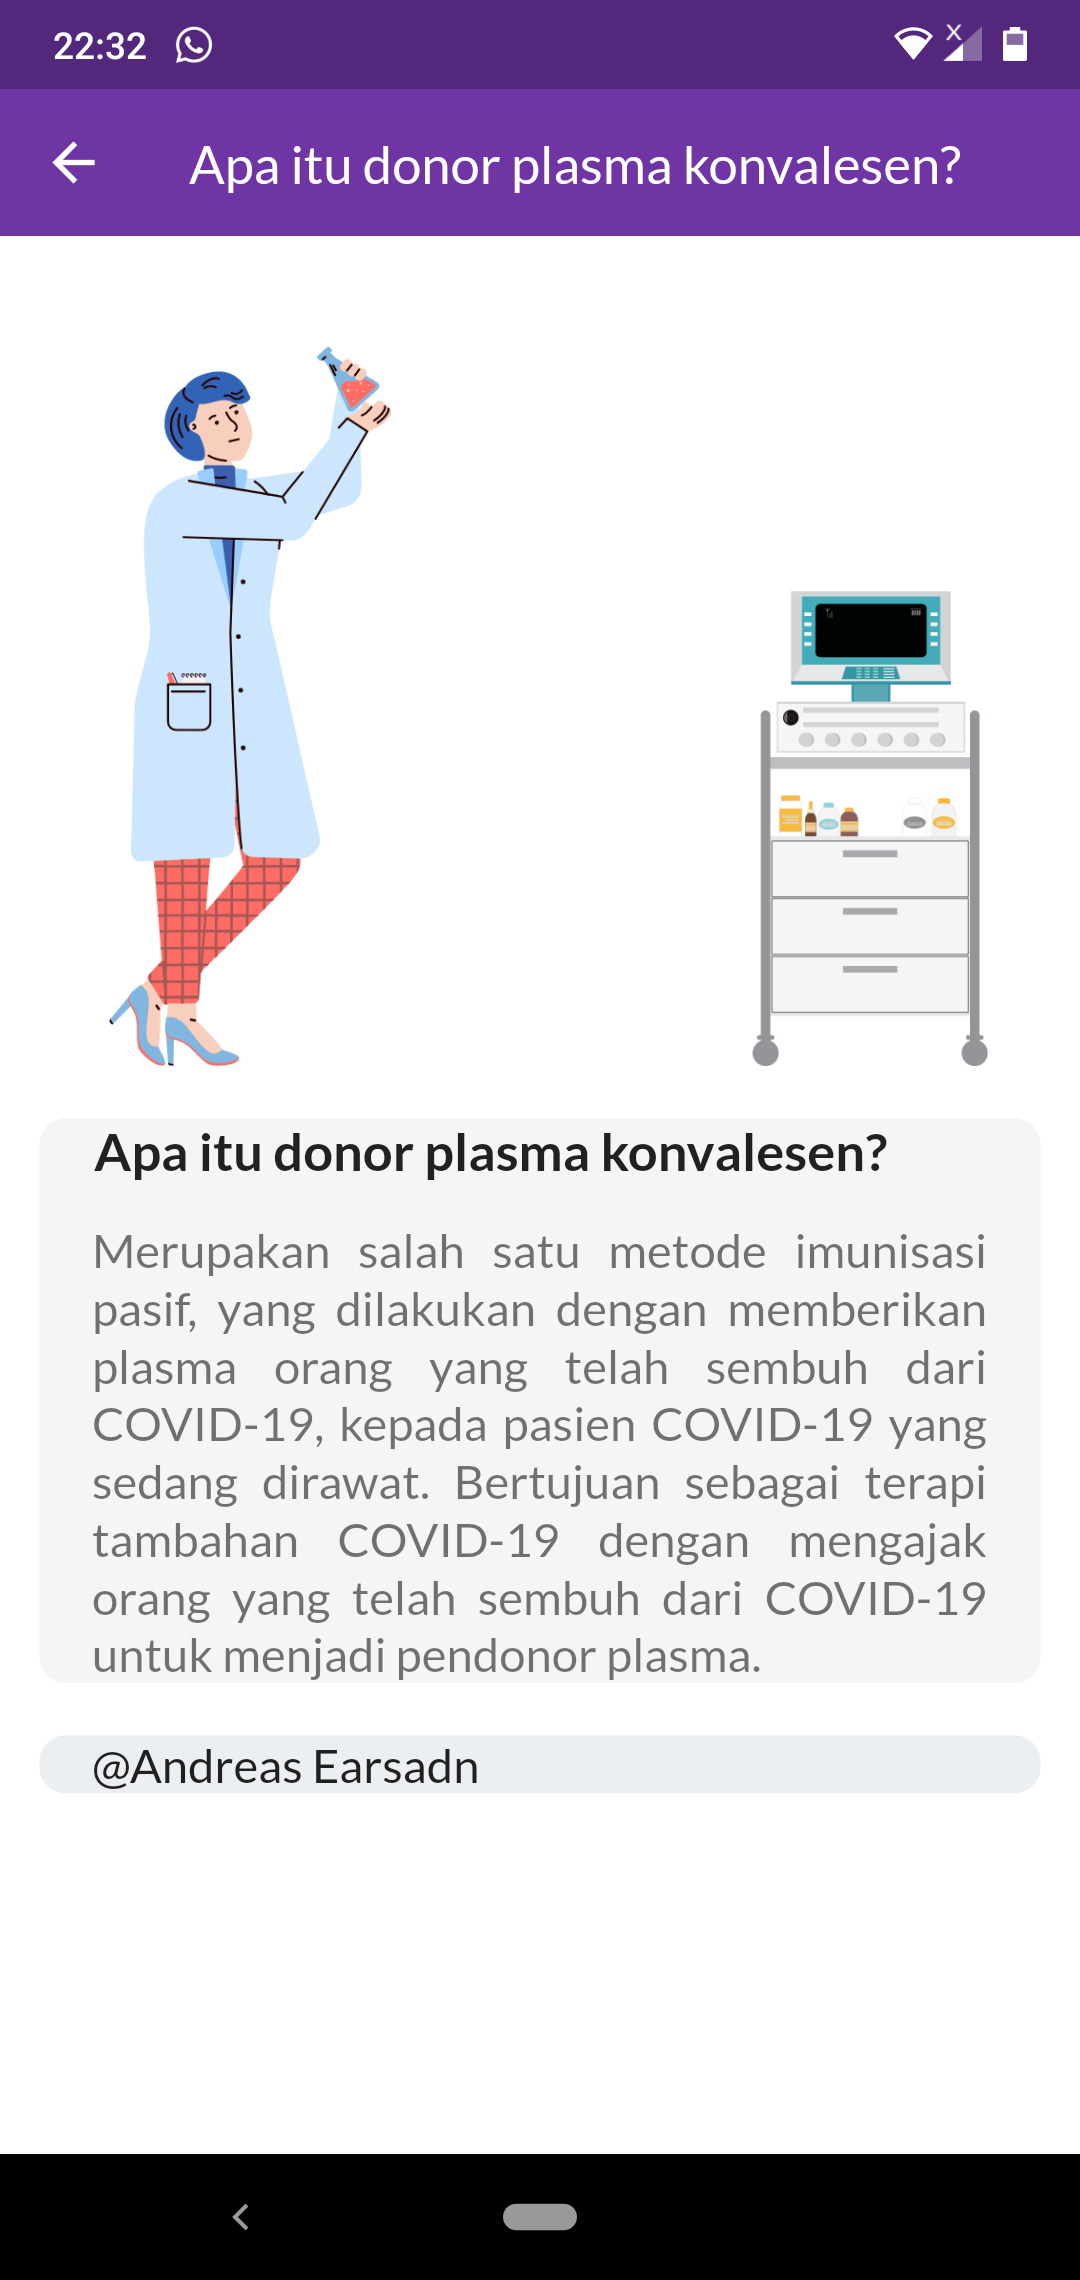 22:32
Apa itu donor plasma konvalesen?
Apa itu donor plasma konvalesen?
Merupakan salah satu metode imunisasi
pasif, yang dilakukan dengan memberikan
plasma orang yang telah sembuh dari
COVID-19, kepada pasien COVID-19 yang
sedang dirawat. Bertujuan sebagai terapi
tambahan COVID-19 dengan mengajak
orang yang telah sembuh dari COVID-19
untuk menjadi pendonor plasma.
@Andreas Earsadn